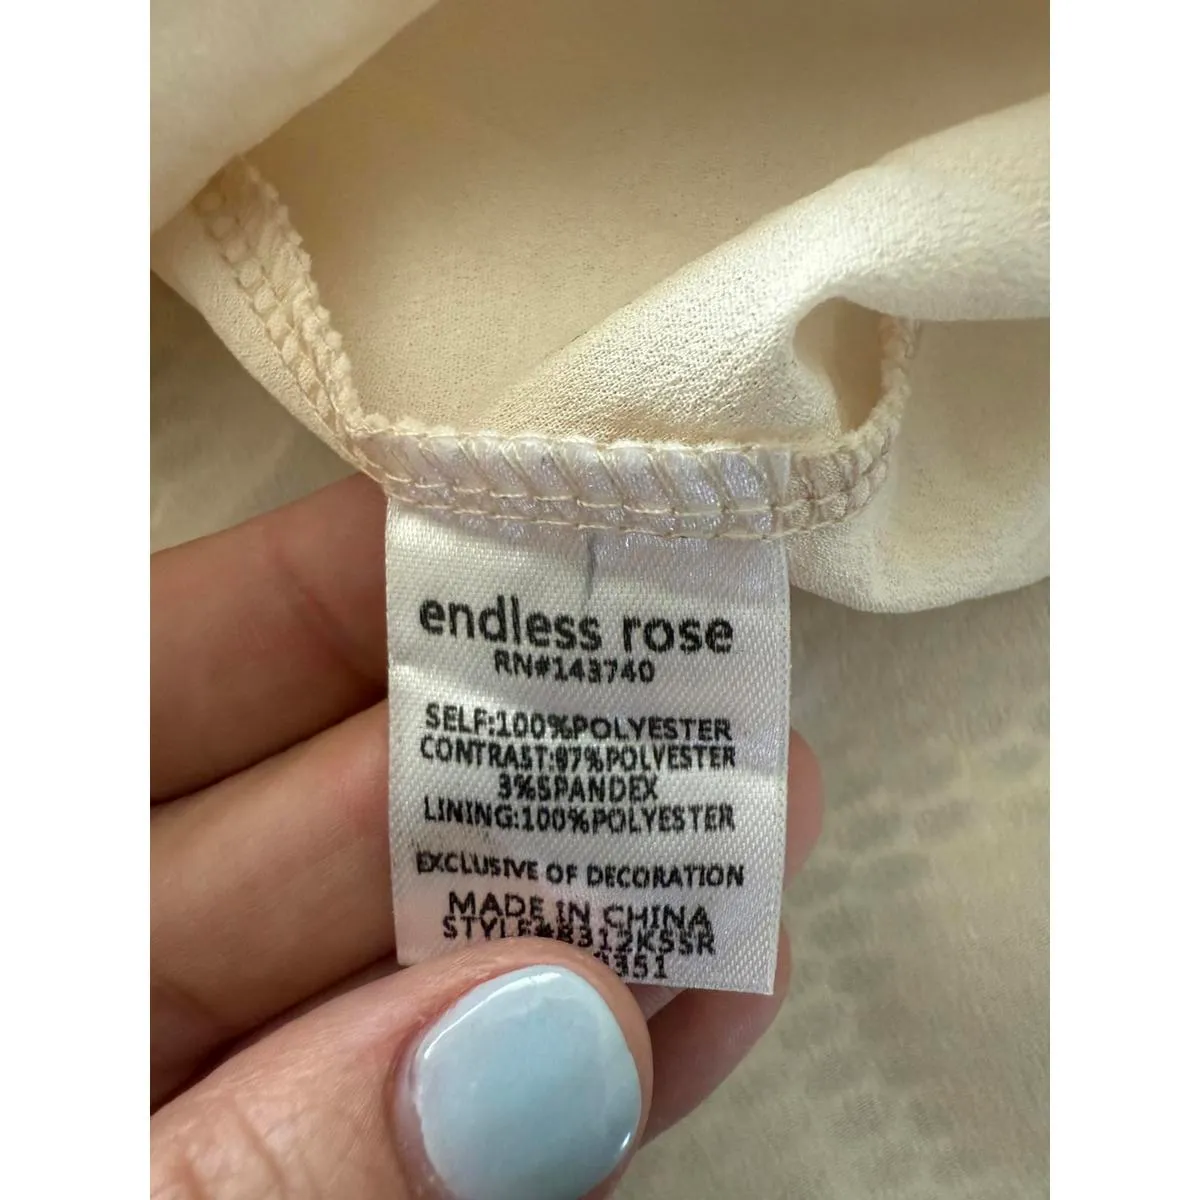 endless rose
RN#143740
SELF:100%POLYESTER
CONTRAST:97%POLYESTER
3%SPANDEX
LINING:100%POLYESTER
EXCLUSIVE OF DECORATION
MADE IN CHINA